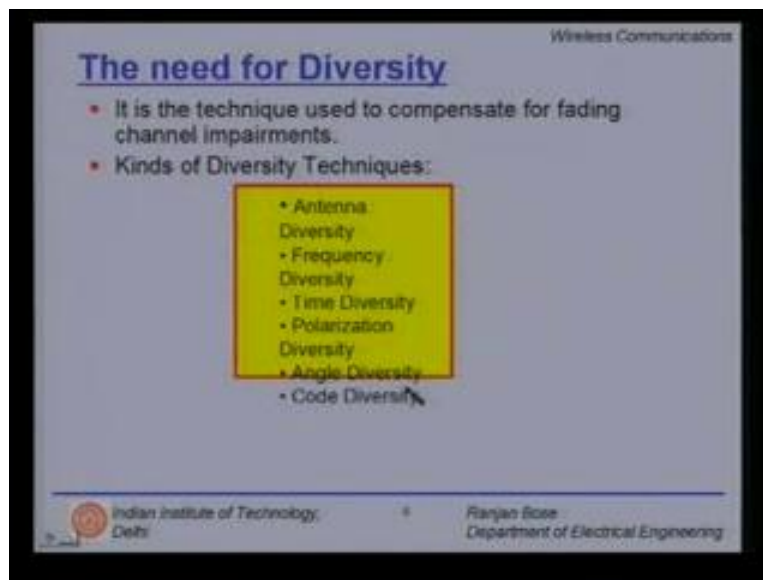 Wireless Communications
The need for Diversity
• It is the technique used to compensate for fading
channel impairments.
• Kinds of Diversity Techniques:
• Antenna
Diversity
• Frequency
Diversity
• Time Diversity
• Polarization
Diversity
• Angle Diversity
• Code Diversity
Indian Institute of Technology,
Delhi
6
Ranjan Bose
Department of Electrical Engineering